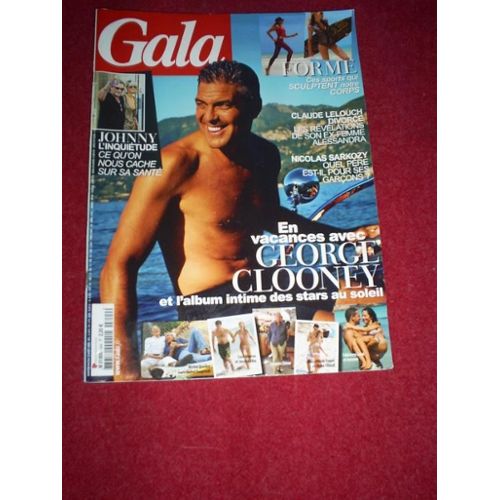 Gala
FORME
Ces sports qui
SCULPTENT notre
CORPS
CLAUDE LELOUCH
DIVORCE
LES RÉVÉLATIONS
DE SON EX-FEMME
ALESSANDRA
NICOLAS SARKOZY
QUEL PÈRE
EST-IL POUR SES
GARÇONS ?
JOHNNY
L'INQUIÉTUDE
CE QU'ON
NOUS CACHE
SUR SA SANTÉ
En
vacances avec
GEORGE
CLOONEY
et l'album intime des stars au soleil